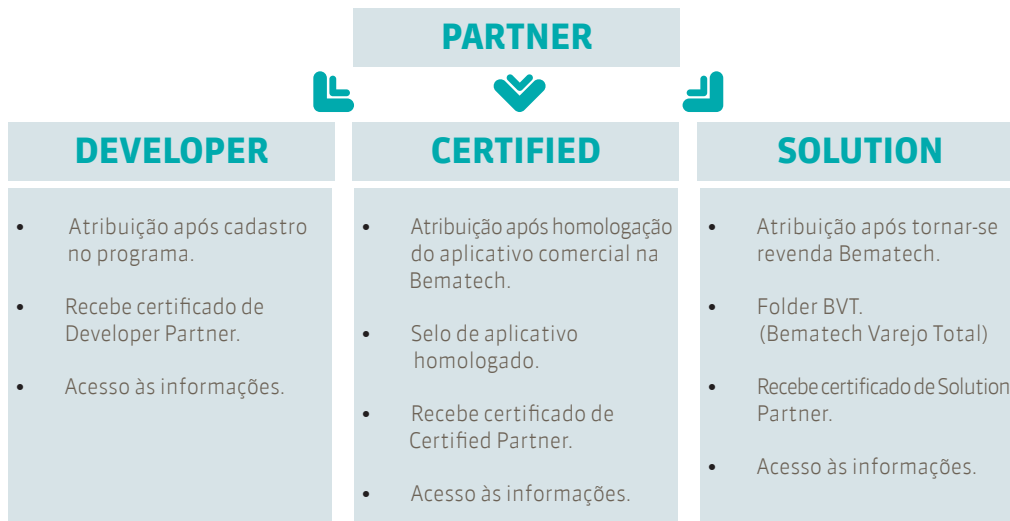 PARTNER
DEVELOPER
• Atribuição após cadastro
no programa.
• Recebe certificado de
Developer Partner.
• Acesso às informações.
CERTIFIED
• Atribuição após homologação
do aplicativo comercial na
Bematech.
• Selo de aplicativo
homologado.
• Recebe certificado de
Certified Partner.
• Acesso às informações.
SOLUTION
• Atribuição após tornar-se
revenda Bematech.
• Folder BVT.
(Bematech Varejo Total)
• Recebe certificado de Solution
Partner.
• Acesso às informações.